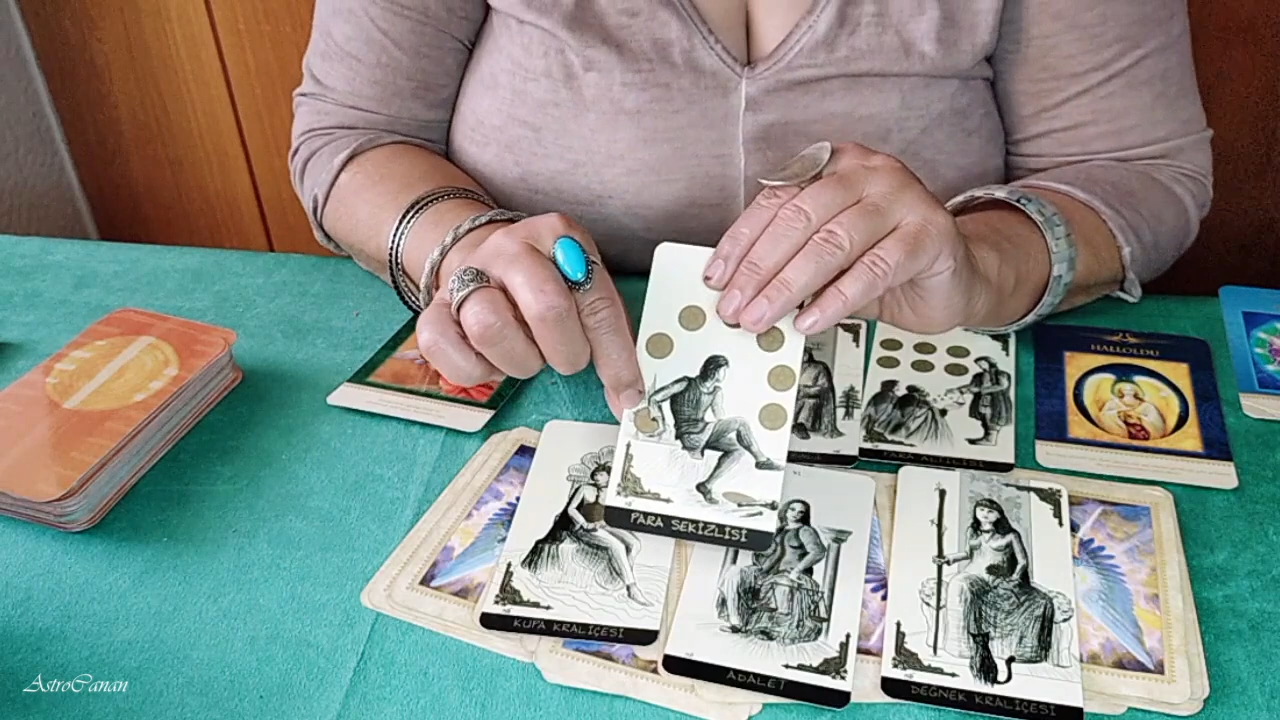 HALLOLDU
PARA ALTILISI
PARA SEKİZLİSİ
KUPA KRALİÇESİ
ADALET
DEĞNEK KRALİÇESİ
AstroCanan